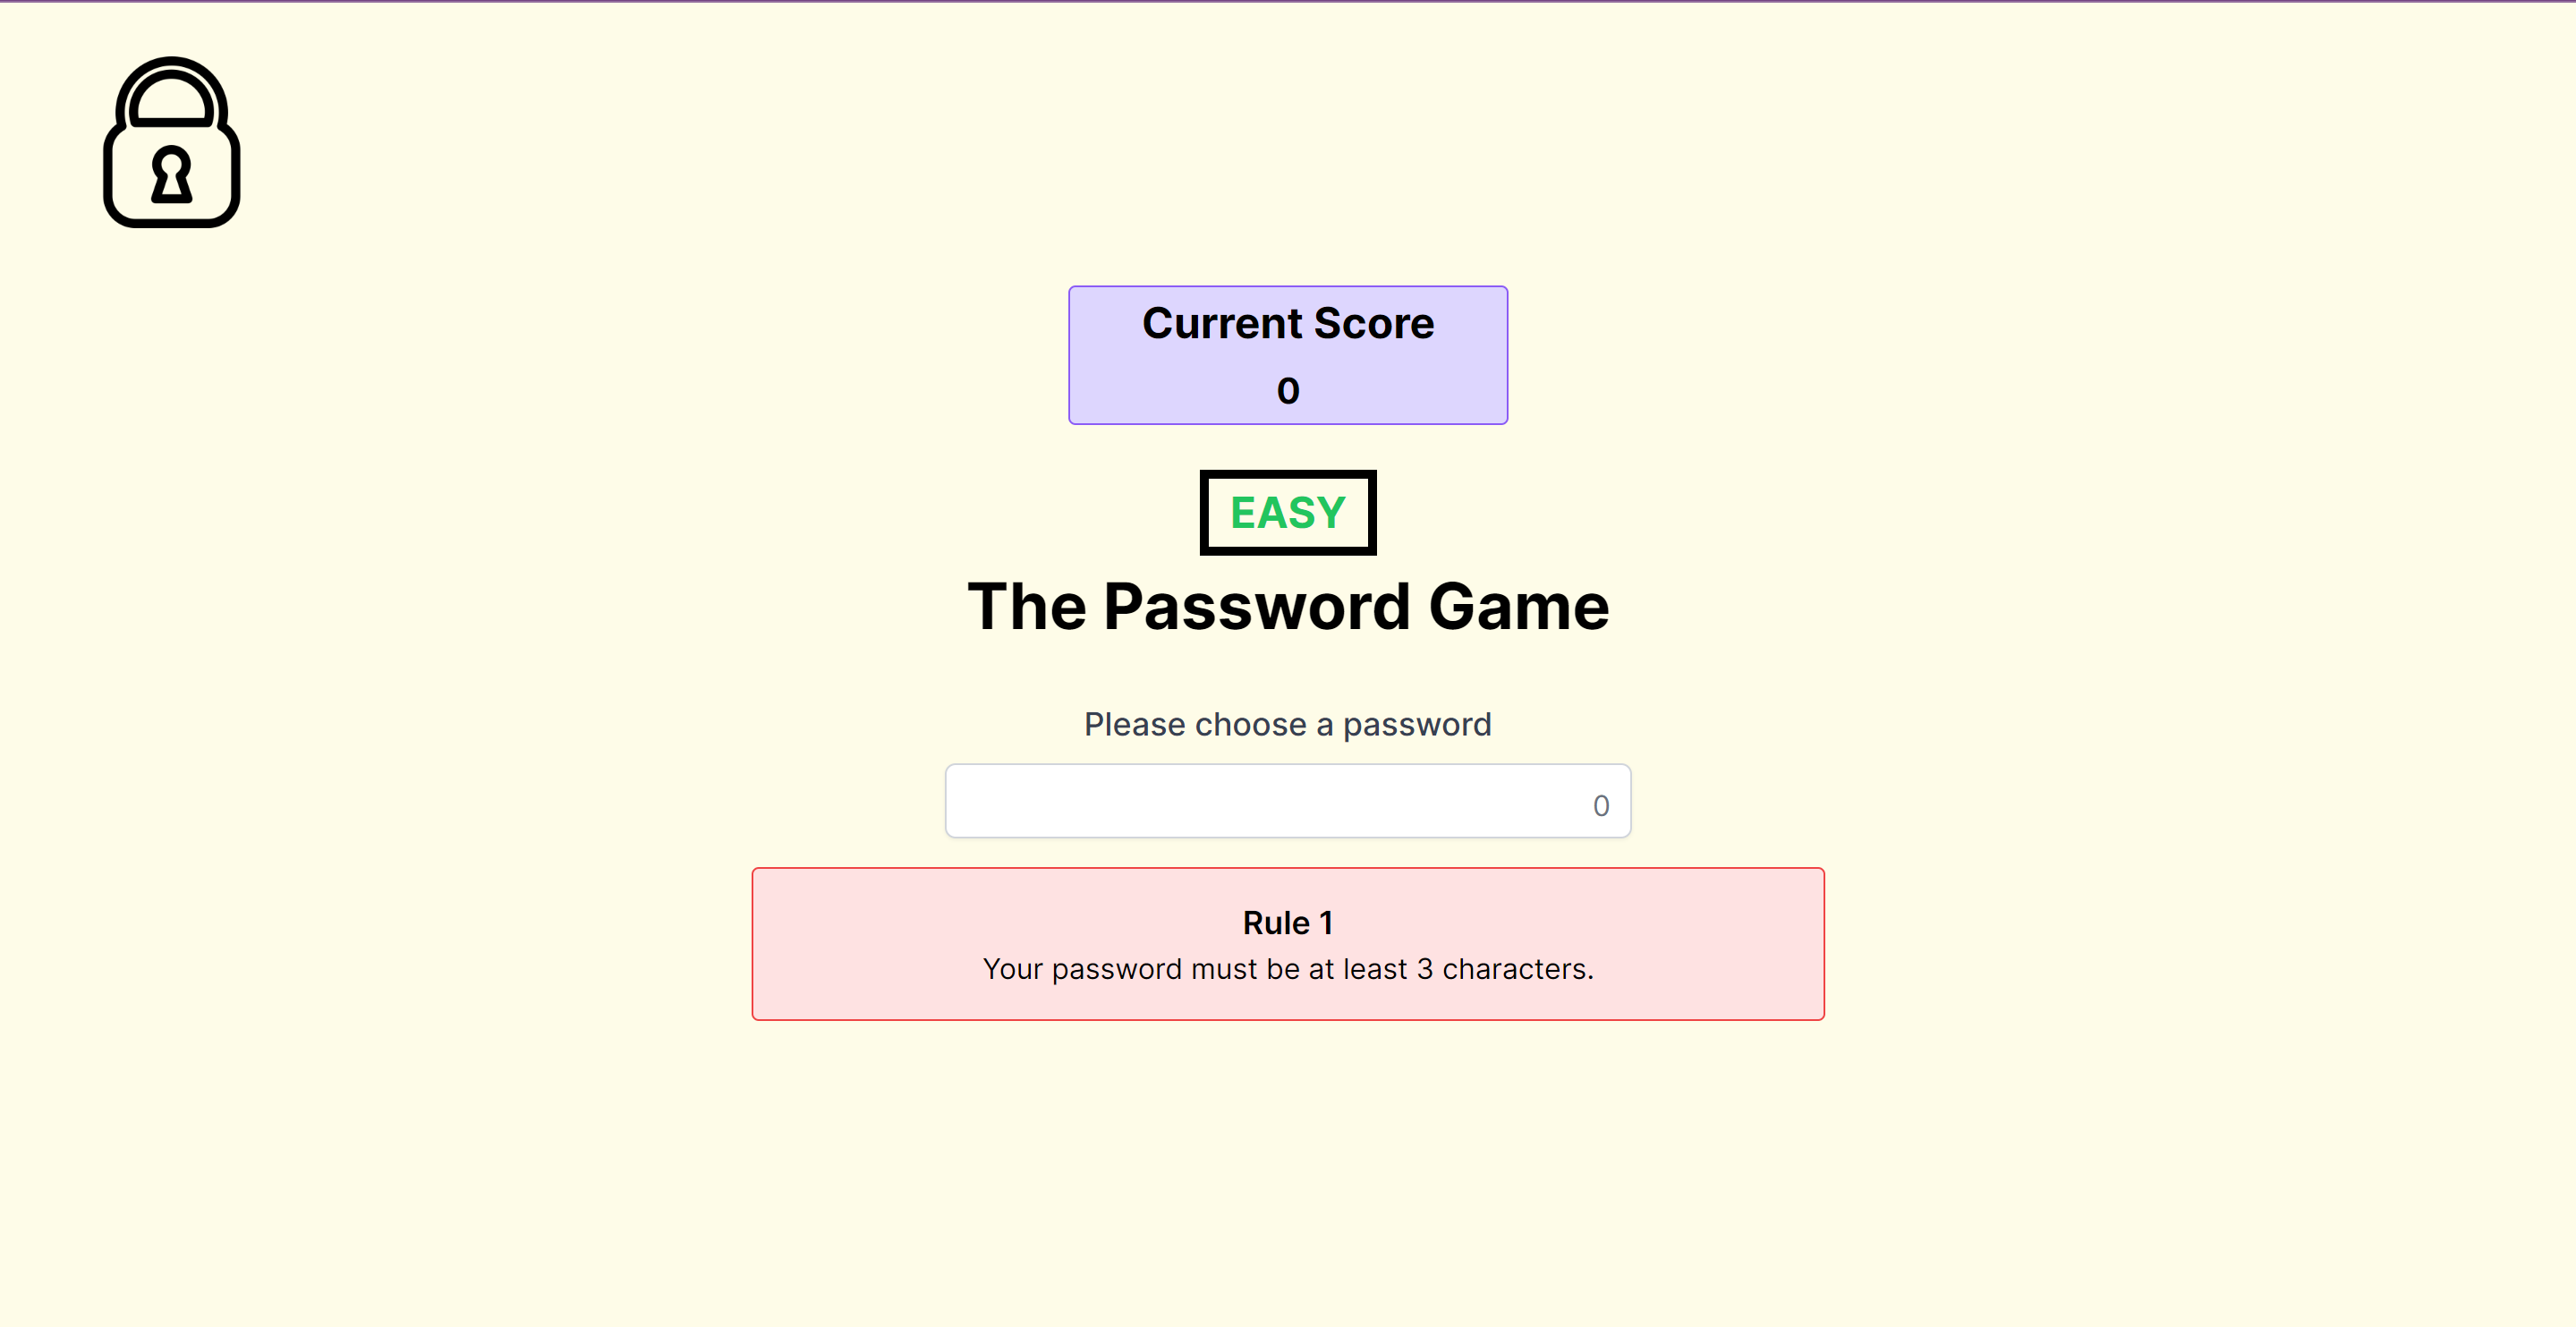 Current Score
0
EASY
The Password Game
Please choose a password
0
Rule 1
Your password must be at least 3 characters.